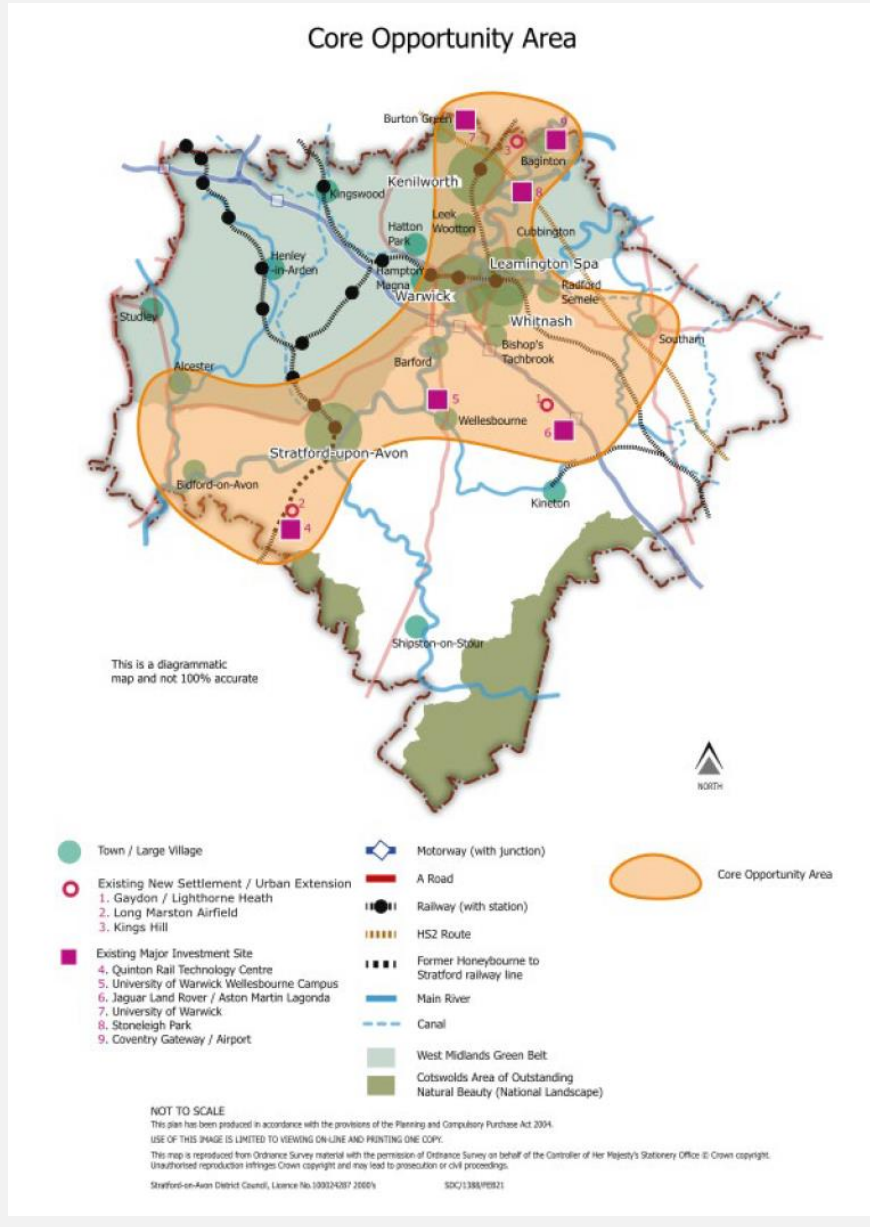 Core Opportunity Area
Burton Green
7
3
9
Baginton
Kenilworth
8
Kingswood
Leek
Wootton
Hatton
Park
Cubbington
Henley
-in-Arden
Hampton
Magna
Leamington Spa
Warwick
Radford
Semele
Studley
Whitnash
Southam
Bishop's
Tachbrook
Barford
Alcester
5
1
Wellesbourne
6
Stratford-upon-Avon
Bidford-on-Avon
Kineton
2
4
Shipston-on-Stour
This is a diagrammatic
map and not 100% accurate
NORTH
Town / Large Village
Existing New Settlement / Urban Extension
1. Gaydon / Lighthorne Heath
2. Long Marston Airfield
3. Kings Hill
Existing Major Investment Site
4. Quinton Rail Technology Centre
5. University of Warwick Wellesbourne Campus
6. Jaguar Land Rover / Aston Martin Lagonda
7. University of Warwick
8. Stoneleigh Park
9. Coventry Gateway / Airport
Motorway (with junction)
A Road
Railway (with station)
HS2 Route
Former Honeybourne to
Stratford railway line
Main River
Canal
West Midlands Green Belt
Cotswolds Area of Outstanding
Natural Beauty (National Landscape)
Core Opportunity Area
NOT TO SCALE
This plan has been produced in accordance with the provisions of the Planning and Compulsory Purchase Act 2004.
USE OF THIS IMAGE IS LIMITED TO VIEWING ON-LINE AND PRINTING ONE COPY.
This map is reproduced from Ordnance Survey material with the permission of Ordnance Survey on behalf of the Controller of Her Majesty's Stationery Office © Crown copyright.
Unauthorised reproduction infringes Crown copyright and may lead to prosecution or civil proceedings.
Stratford-on-Avon District Council, Licence No.100024287 2000's
SDC/1388/FEB21